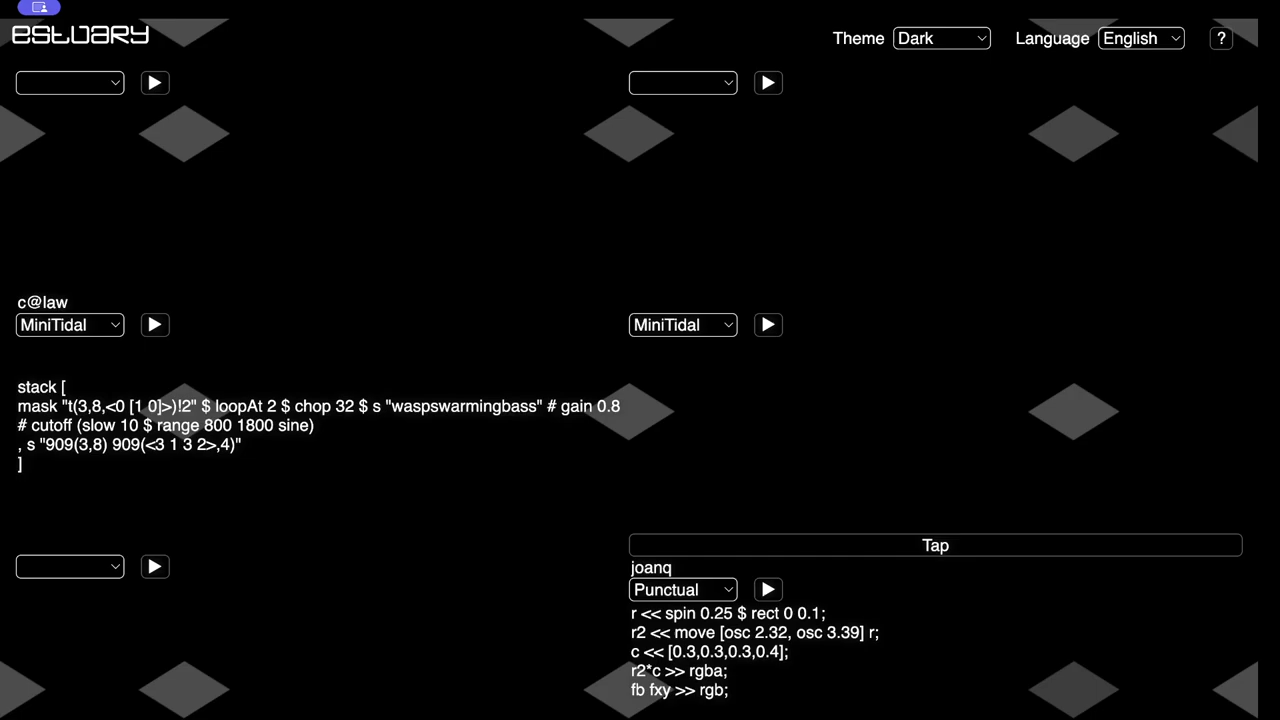 estuary
Theme Dark Language English ?
c@law
MiniTidal
MiniTidal
stack [
mask "t(3,8,<0 [1 0]>)!2" $ loopAt 2 $ chop 32 $ s "waspswarmingbass" # gain 0.8
# cutoff (slow 10 $ range 800 1800 sine)
, s "909(3,8) 909(<3 1 3 2>,4)"
]
Tap
joanq
Punctual
r << spin 0.25 $ rect 0 0.1;
r2 << move [osc 2.32, osc 3.39] r;
c << [0.3,0.3,0.3,0.4];
r2*c >> rgba;
fb fxy >> rgb;